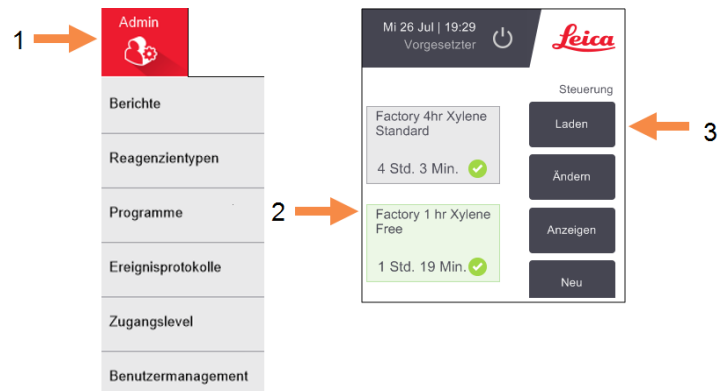 1
Admin
Berichte
Reagenzientypen
Programme
Ereignisprotokolle
Zugangslevel
Benutzermanagement
Mi 26 Jul | 19:29
Vorgesetzter
Leica
Steuerung
Factory 4hr Xylene
Standard
4 Std. 3 Min.
Laden
3
Ändern
2
Factory 1 hr Xylene
Free
1 Std. 19 Min.
Anzeigen
Neu